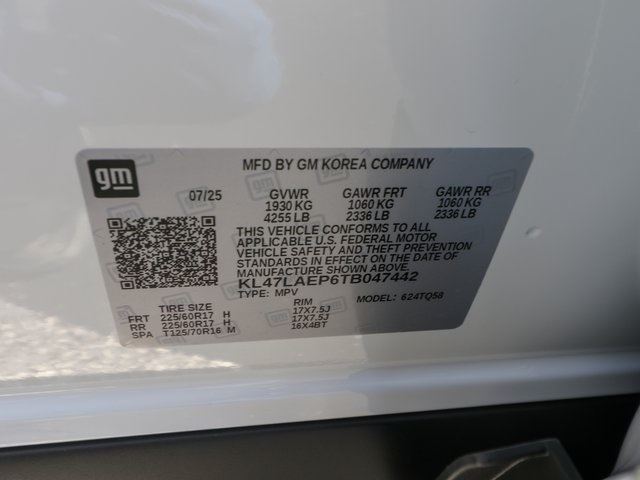 gm
MFD BY GM KOREA COMPANY
07/25 GVWR GAWR FRT GAWR RR
1930 KG 1060 KG 1060 KG
4255 LB 2336 LB 2336 LB
THIS VEHICLE CONFORMS TO ALL
APPLICABLE U.S. FEDERAL MOTOR
VEHICLE SAFETY AND THEFT PREVENTION
STANDARDS IN EFFECT ON THE DATE OF
MANUFACTURE SHOWN ABOVE.
KL47LAEP6TB047442
TYPE: MPV MODEL: 624TQ58
TIRE SIZE RIM
FRT 225/60R17 H 17X7.5J
RR 225/60R17 H 17X7.5J
SPA T125/70R16 M 16X4BT